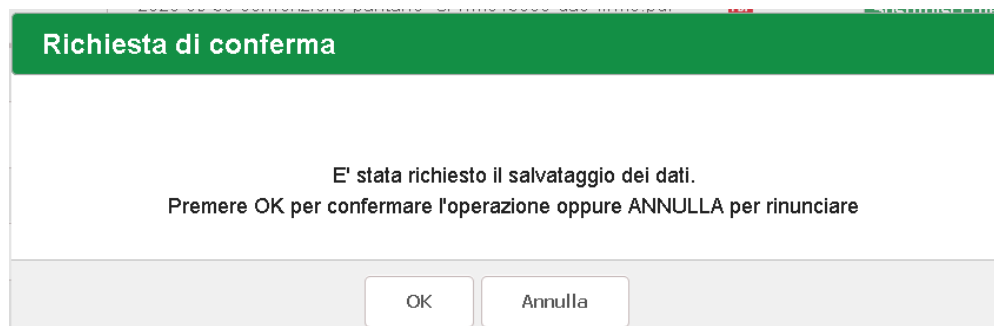 Richiesta di conferma
E' stata richiesto il salvataggio dei dati.
Premere OK per confermare l'operazione oppure ANNULLA per rinunciare
OK Annulla